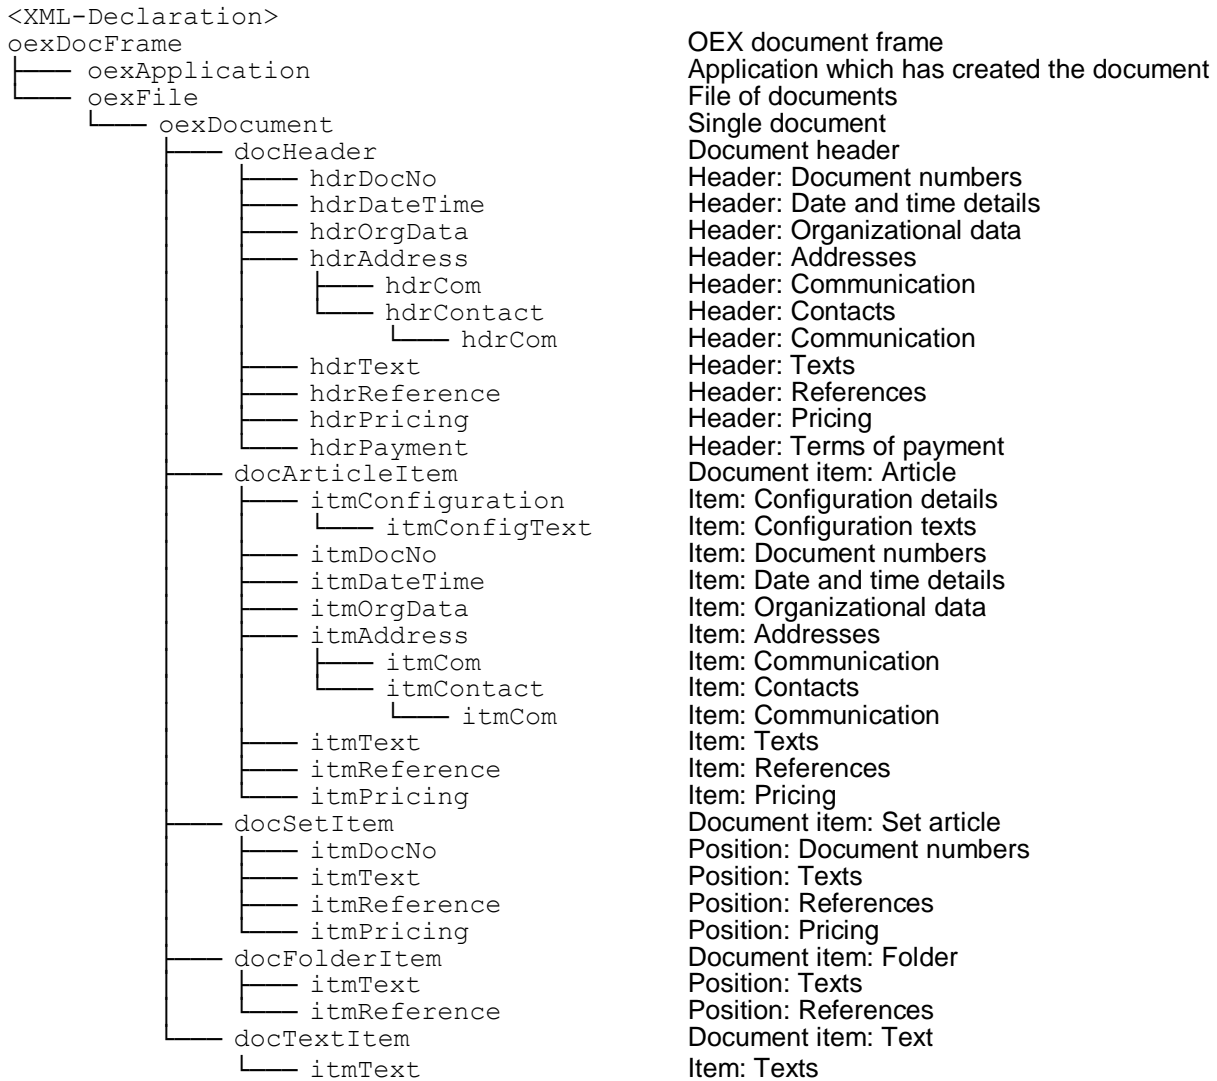 <XML-Declaration>
oexDocFrame OEX document frame
oexApplication Application which has created the document
oexFile File of documents
oexDocument Single document
docHeader Document header
hdrDocNo Header: Document numbers
hdrDateTime Header: Date and time details
hdrOrgData Header: Organizational data
hdrAddress Header: Addresses
hdrCom Header: Communication
hdrContact Header: Contacts
hdrCom Header: Communication
hdrText Header: Texts
hdrReference Header: References
hdrPricing Header: Pricing
hdrPayment Header: Terms of payment
docArticleItem Document item: Article
itmConfiguration Item: Configuration details
itmConfigText Item: Configuration texts
itmDocNo Item: Document numbers
itmDateTime Item: Date and time details
itmOrgData Item: Organizational data
itmAddress Item: Addresses
itmCom Item: Communication
itmContact Item: Contacts
itmCom Item: Communication
itmText Item: Texts
itmReference Item: References
itmPricing Item: Pricing
docSetItem Document item: Set article
itmDocNo Position: Document numbers
itmText Position: Texts
itmReference Position: References
itmPricing Position: Pricing
docFolderItem Document item: Folder
itmText Position: Texts
itmReference Position: References
docTextItem Document item: Text
itmText Item: Texts